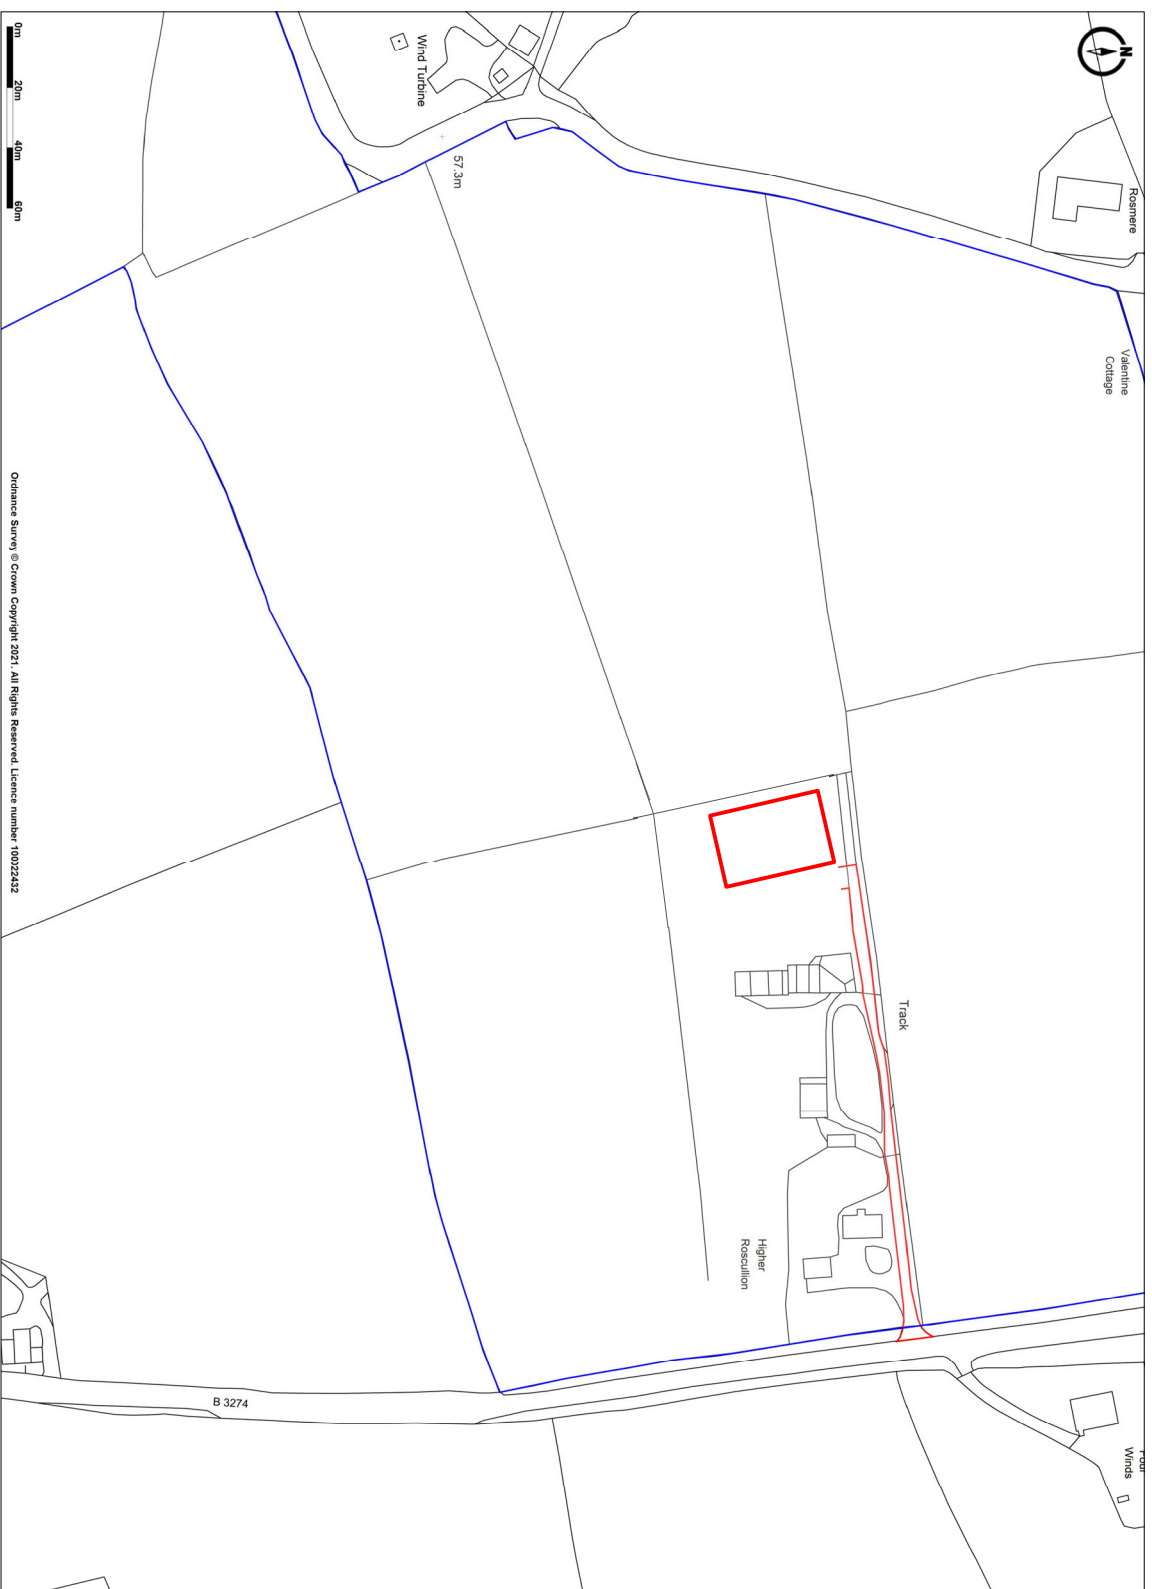 N
Rosmere
Valentine
Cottage
Wind Turbine
57.3m
Track
Higher
Roscullion
Winds
B 3274
0m
20m
40m
60m
Ordnance Survey © Crown Copyright 2021. All Rights Reserved. Licence number 100022432